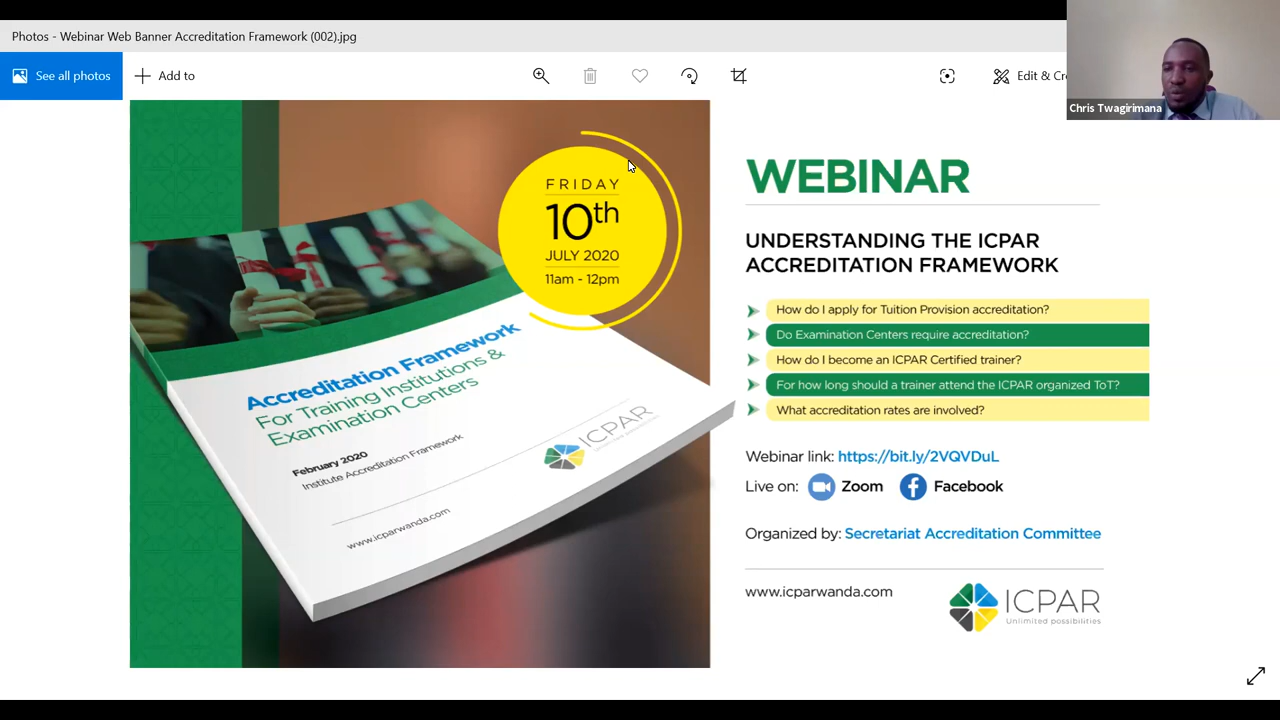 Photos - Webinar Web Banner Accreditation Framework (002).jpg
See all photos
Add to
Edit & Cre
Chris Twagirimana
FRIDAY
10th
JULY 2020
11am - 12pm
Accreditation Framework
For Training Institutions &
Examination Centers
February 2020
Institute Accreditation Framework
ICPAR
www.icparwanda.com
WEBINAR
UNDERSTANDING THE ICPAR
ACCREDITATION FRAMEWORK
How do I apply for Tuition Provision accreditation?
Do Examination Centers require accreditation?
How do I become an ICPAR Certified trainer?
For how long should a trainer attend the ICPAR organized ToT?
What accreditation rates are involved?
Webinar link: https://bit.ly/2VQVDuL
Live on: Zoom Facebook
Organized by: Secretariat Accreditation Committee
www.icparwanda.com
ICPAR
Unlimited possibilities